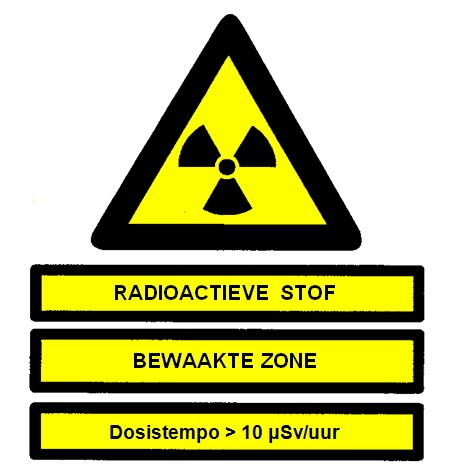 RADIOACTIEVE STOF
BEWAAKTE ZONE
Dosistempo > 10 µSv/uur